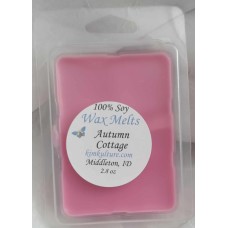 100% Soy
Wax Melts
Autumn
Cottage
Middleton, ID
2.8 oz